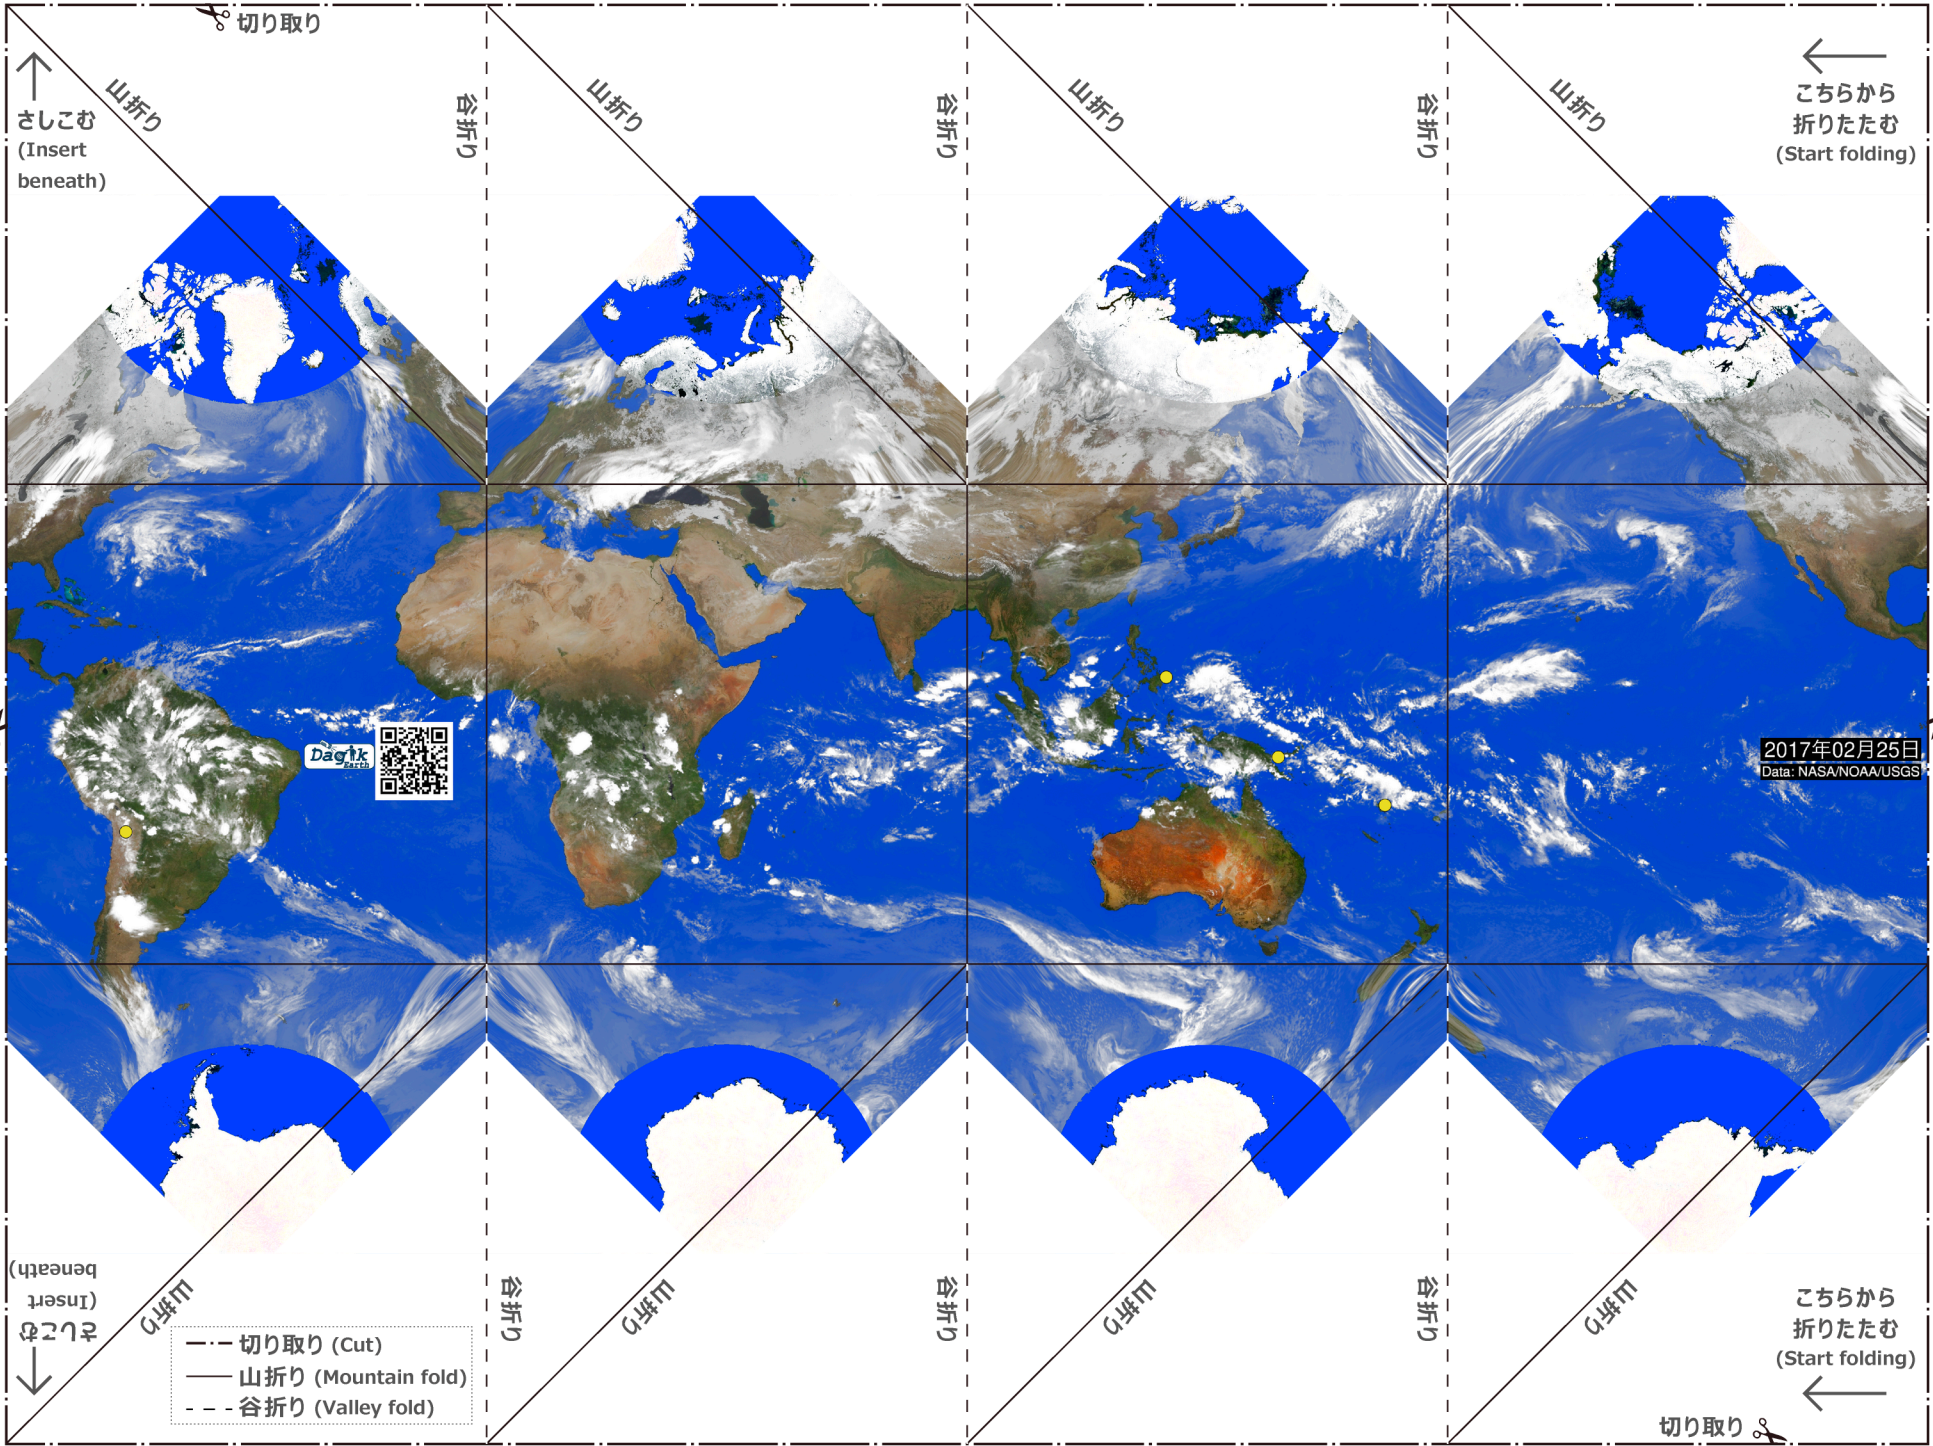 切り取り
山折り
谷折り
山折り
谷折り
山折り
谷折り
山折り
さしこむ
(Insert
beneath)
こちらから
折りたたむ
(Start folding)
Dagik
Earth
2017年02月25日
Data: NASA/NOAA/USGS
さしこむ
(Insert
beneath)
山折り
谷折り
山折り
谷折り
山折り
谷折り
山折り
こちらから
折りたたむ
(Start folding)
切り取り (Cut)
山折り (Mountain fold)
谷折り (Valley fold)
切り取り